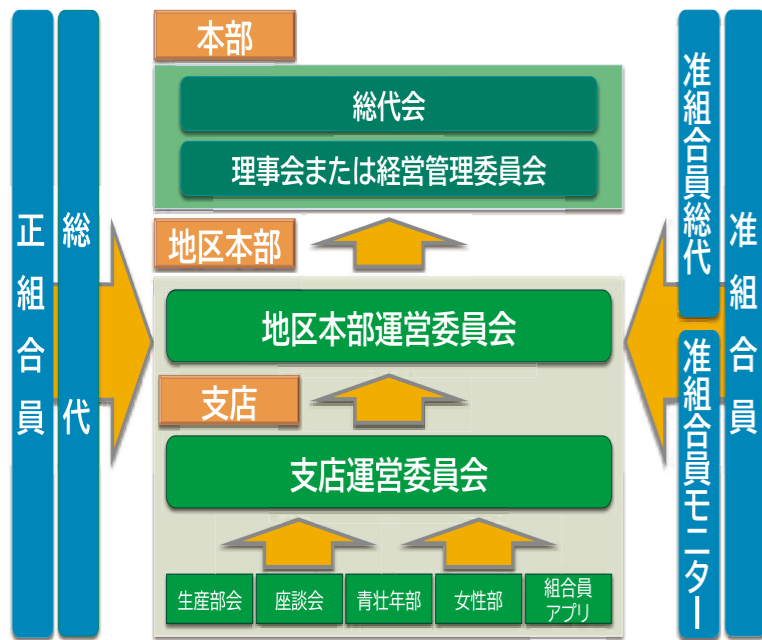 正組合員
総代
本部
総代会
理事会または経営管理委員会
地区本部
地区本部運営委員会
支店
支店運営委員会
生産部会
座談会
青壮年部
女性部
組合員
アプリ
准組合員総代
准組合員モニター
准組合員